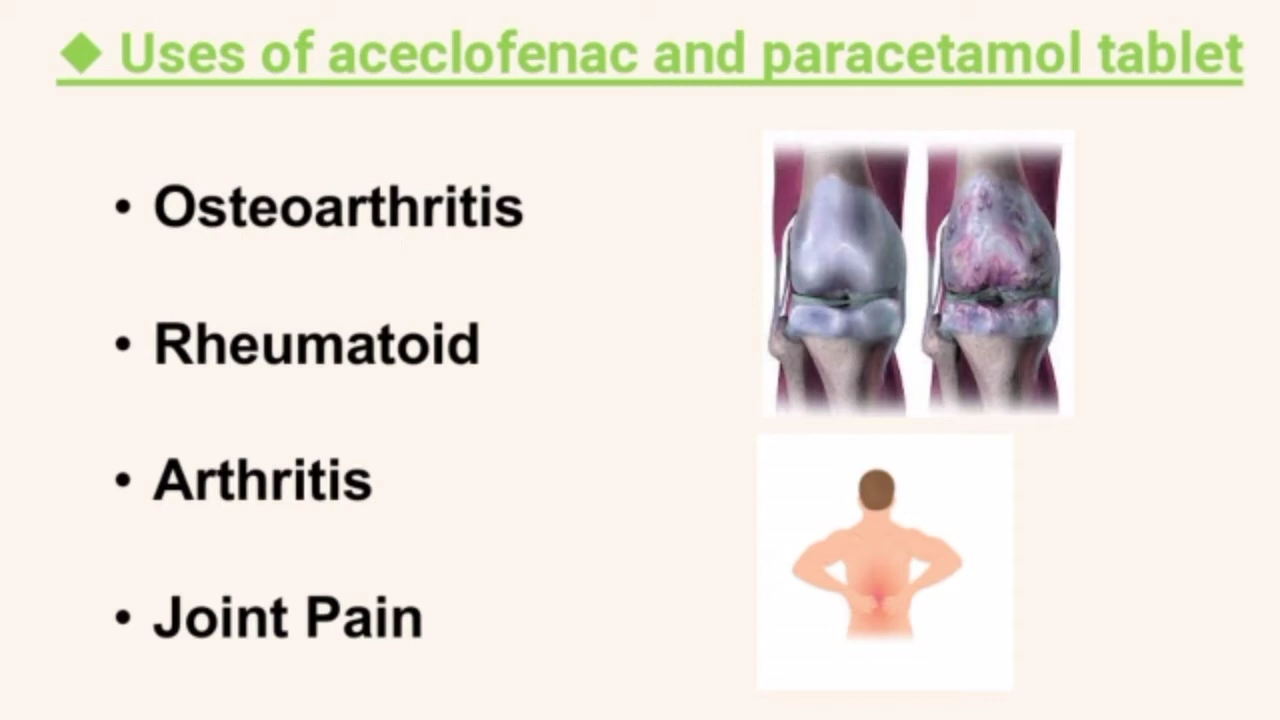 ◆ Uses of aceclofenac and paracetamol tablet
• Osteoarthritis
• Rheumatoid
• Arthritis
• Joint Pain